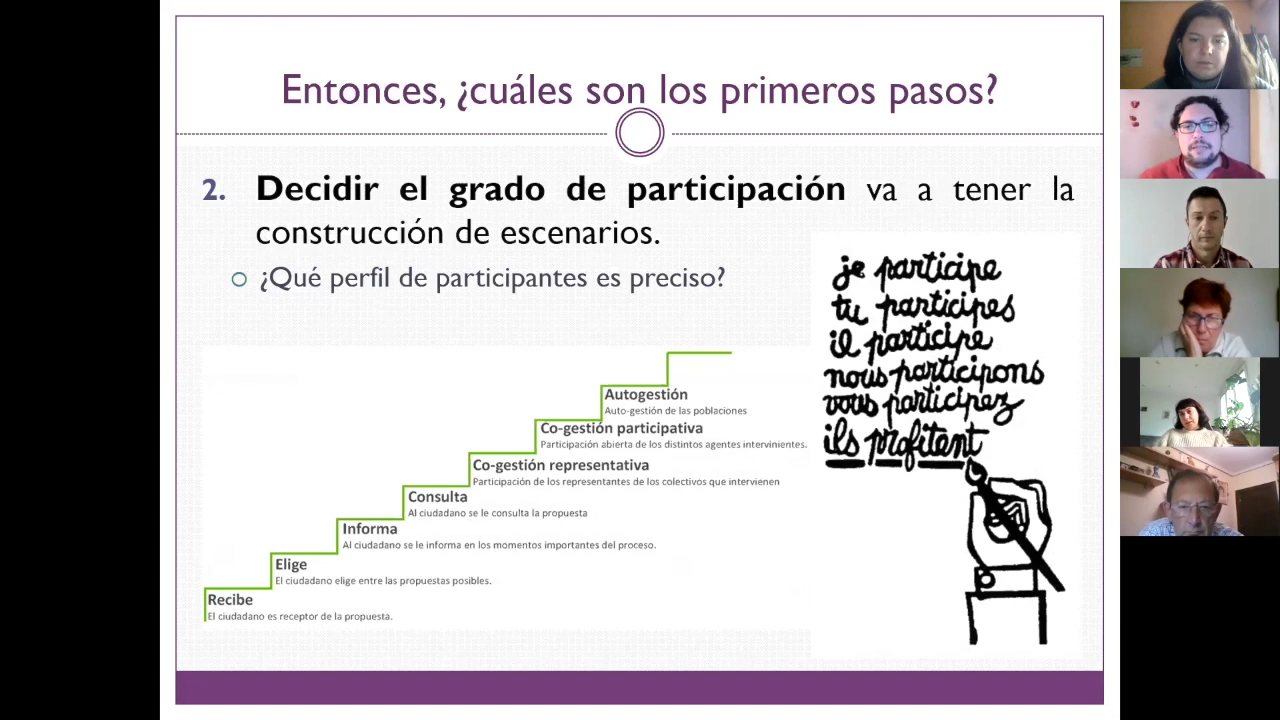 Entonces, ¿cuáles son los primeros pasos?
2. Decidir el grado de participación va a tener la
construcción de escenarios.
¿Qué perfil de participantes es preciso?
Autogestión
Auto-gestión de las poblaciones
Co-gestión participativa
Participación abierta de los distintos agentes intervinientes.
Co-gestión representativa
Participación de los representantes de los colectivos que intervienen
Consulta
Al ciudadano se le consulta la propuesta
Informa
Al ciudadano se le informa en los momentos importantes del proceso.
Elige
El ciudadano elige entre las propuestas posibles.
Recibe
El ciudadano es receptor de la propuesta.
je participe
tu participes
il participe
nous participons
vous participez
ils profitent